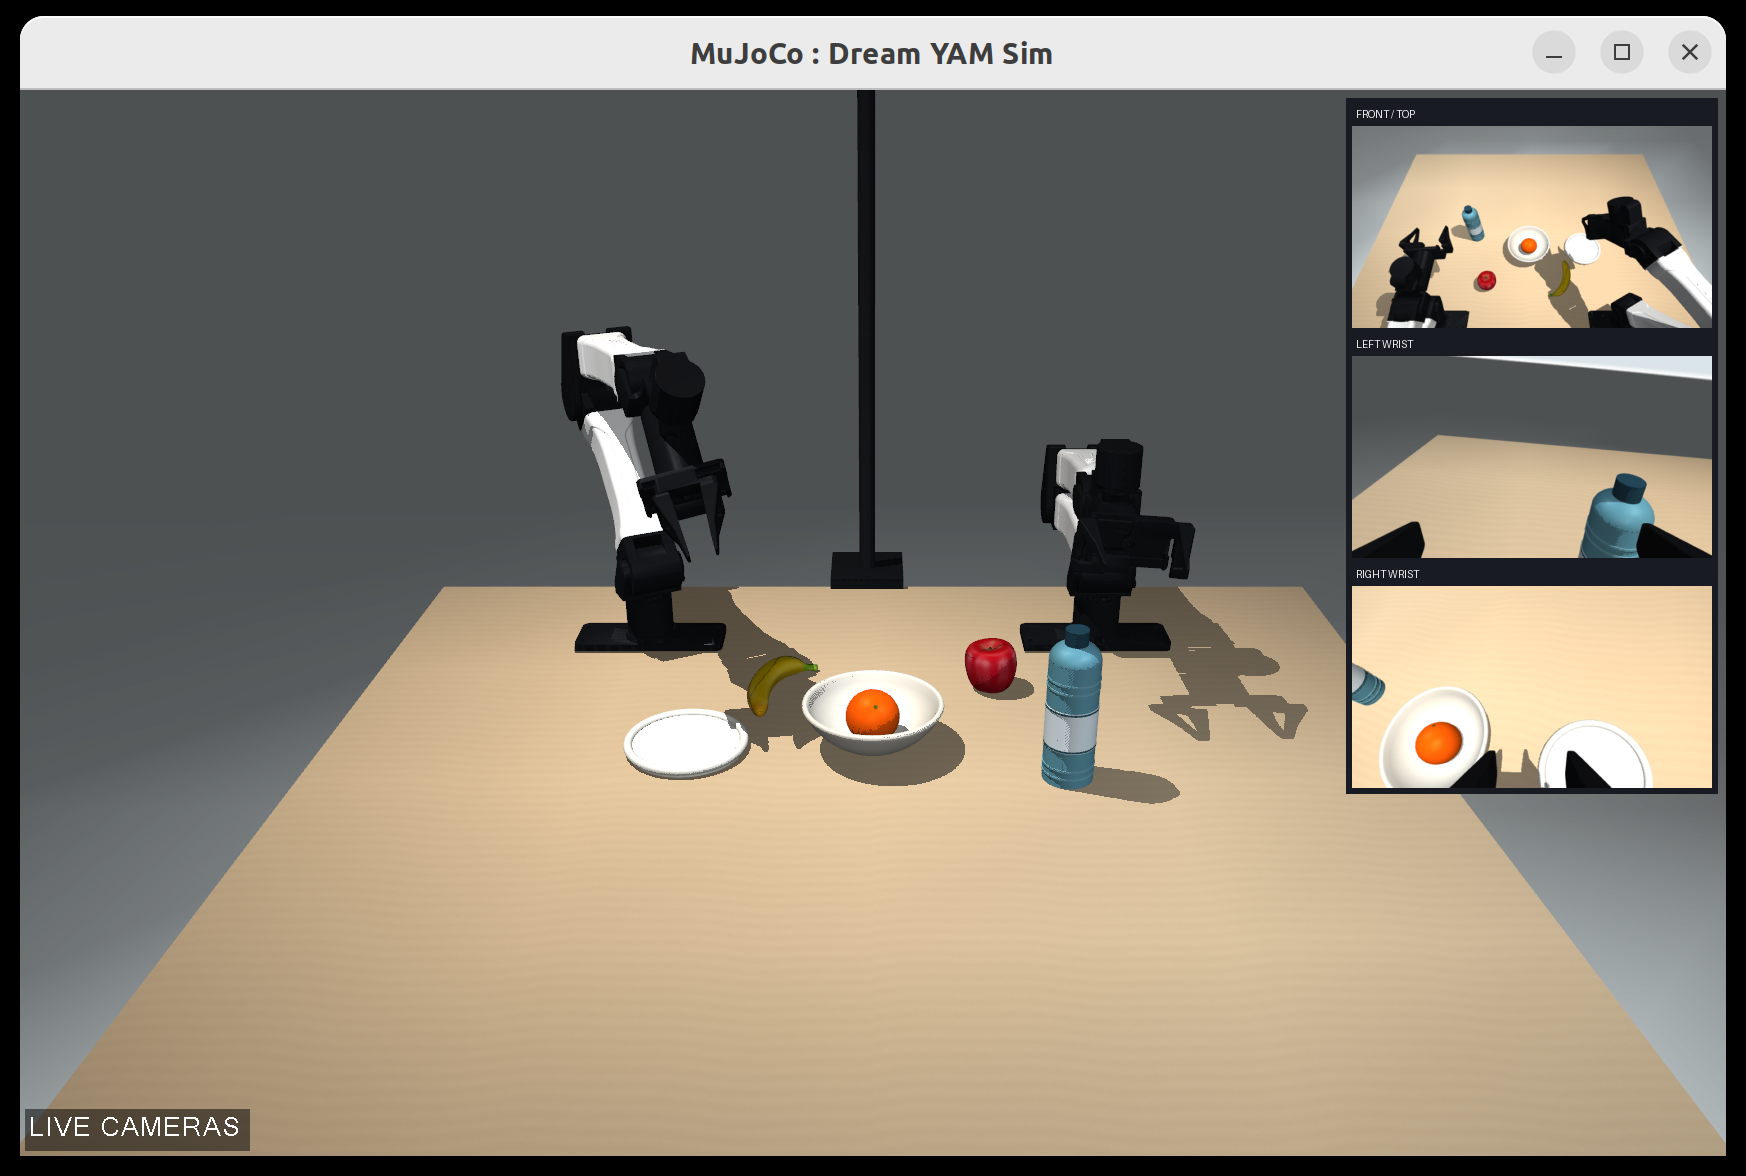 MuJoCo : Dream YAM Sim
FRONT / TOP
LEFT WRIST
RIGHT WRIST
LIVE CAMERAS